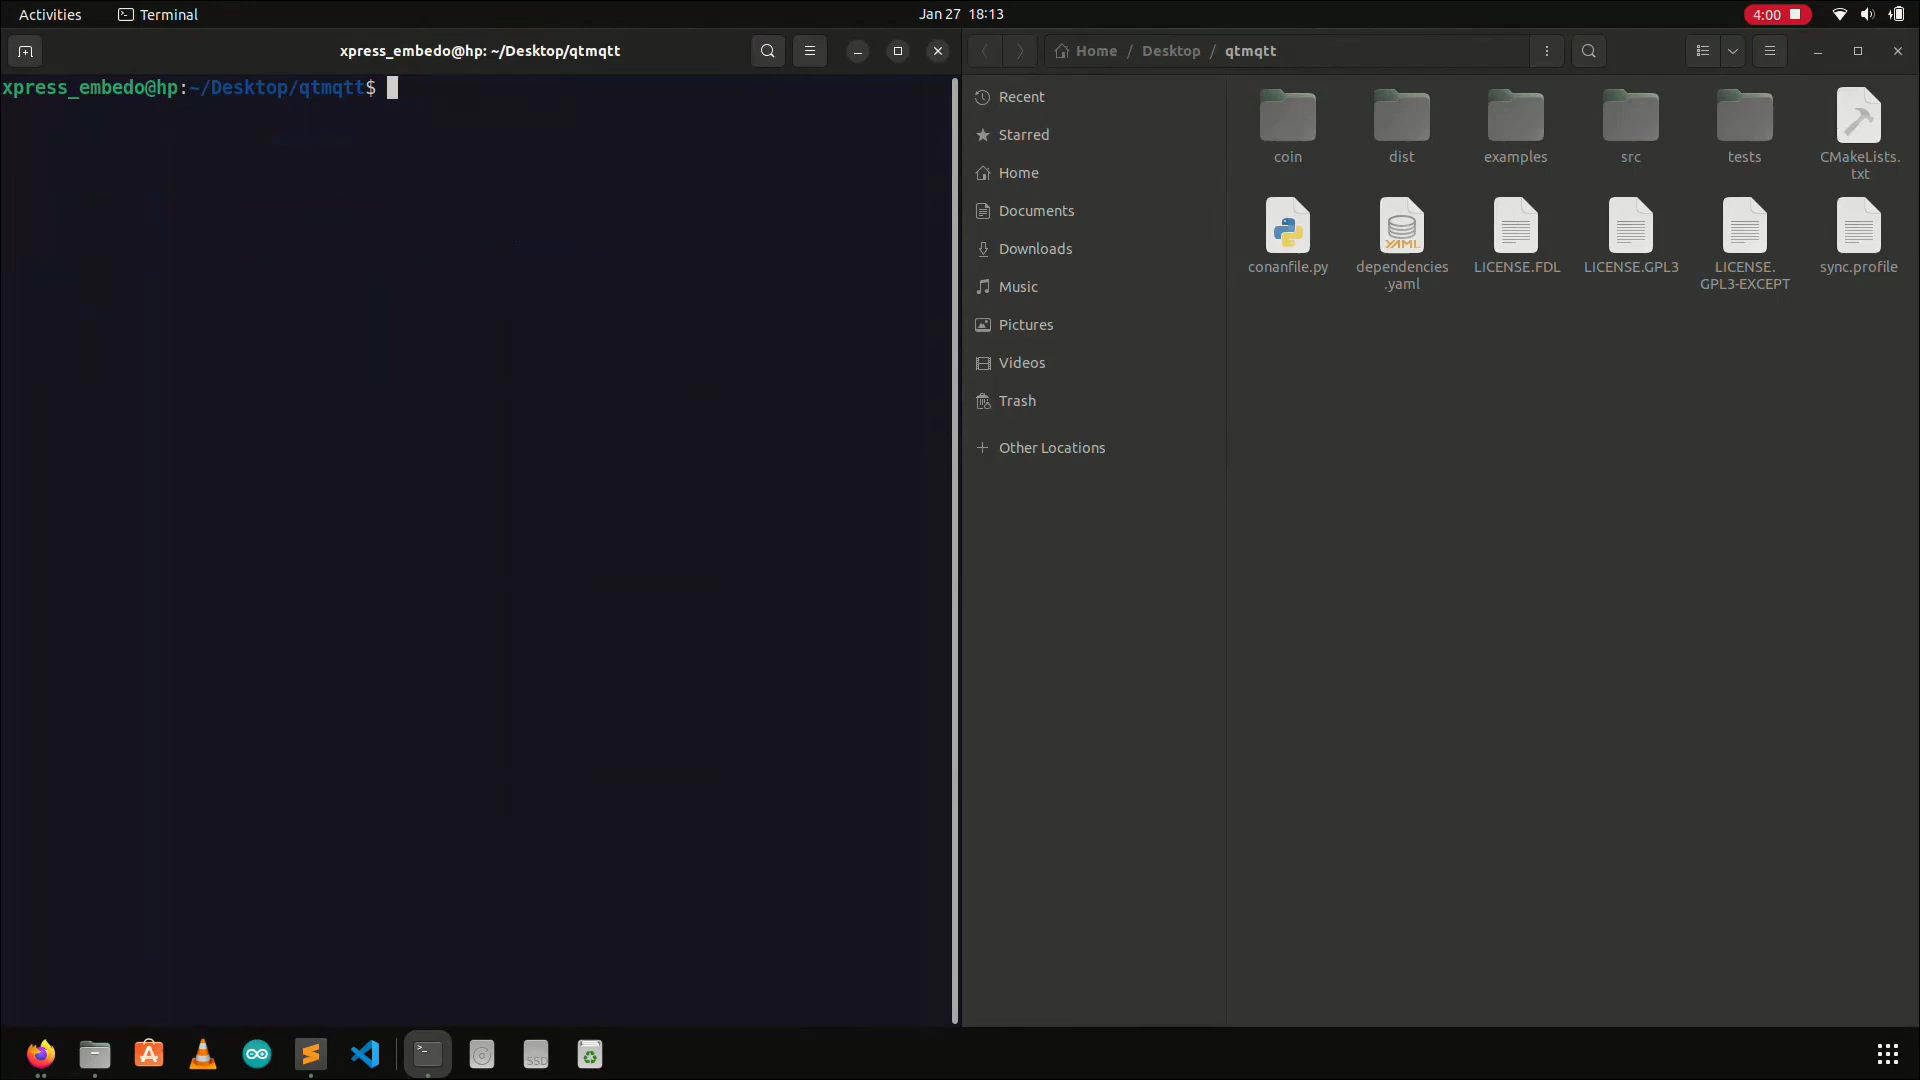 Activities
Terminal
Jan 27 18:13
4:00
xpress_embedo@hp: ~/Desktop/qtmqtt
Home / Desktop / qtmqtt
xpress_embedo@hp:~/Desktop/qtmqtt$
Recent
Starred
Home
Documents
Downloads
Music
Pictures
Videos
Trash
Other Locations
coin
dist
examples
src
tests
CMakeLists.
txt
conanfile.py
YAML
dependencies
.yaml
LICENSE.FDL
LICENSE.GPL3
LICENSE.
GPL3-EXCEPT
sync.profile
SSD